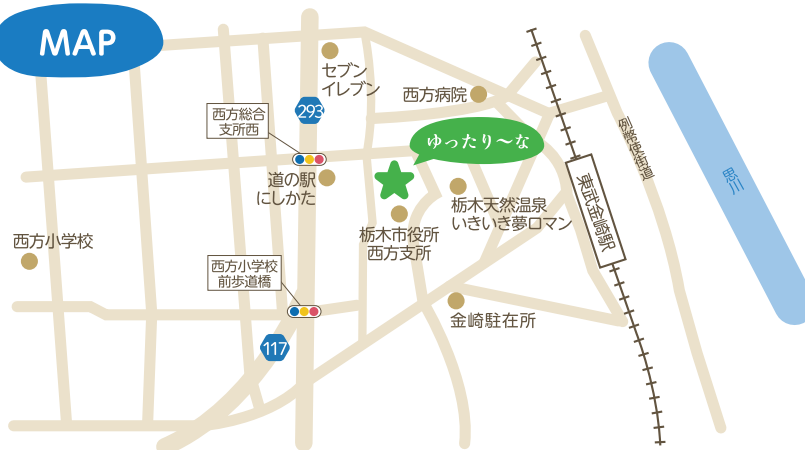 MAP
セブン
イレブン
西方病院
293
西方総合
支所西
ゆったり〜な
例幣使街道
思川
道の駅
にしかた
東武金崎駅
栃木天然温泉
いきいき夢ロマン
西方小学校
栃木市役所
西方支所
西方小学校
前歩道橋
金崎駐在所
117